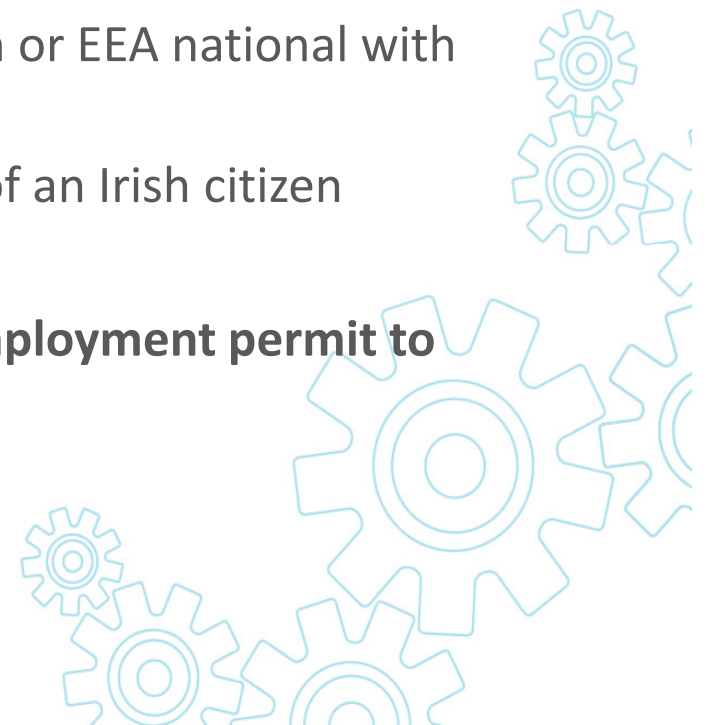 or EEA national with
of an Irish citizen
ployment permit to